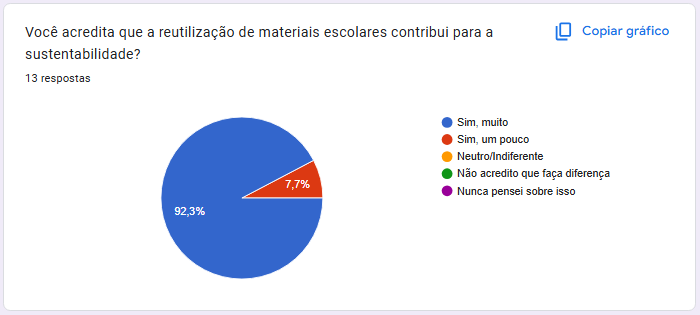 Você acredita que a reutilização de materiais escolares contribui para a
sustentabilidade?
Copiar gráfico
13 respostas
Sim, muito
Sim, um pouco
Neutro/Indiferente
Não acredito que faça diferença
Nunca pensei sobre isso
7,7%
92,3%